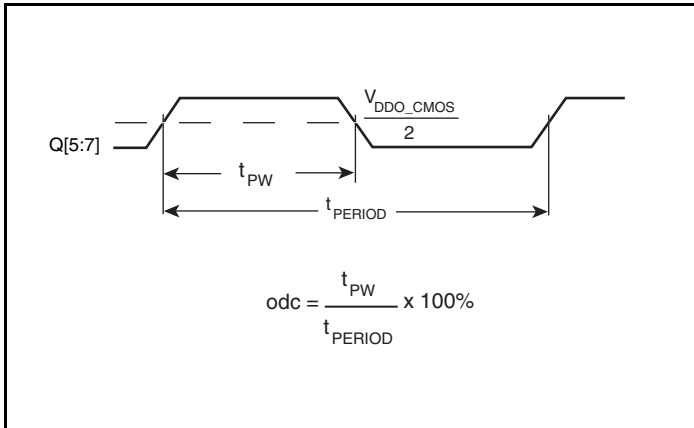 V_DDO_CMOS
2
Q[5:7]
t_PW
t_PERIOD
odc = t_PW / t_PERIOD x 100%